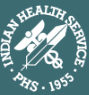 INDIAN HEALTH SERVICE
PHS · 1955